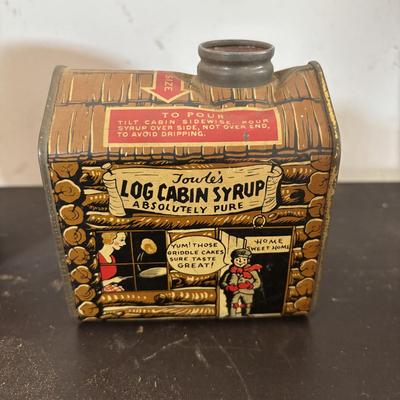 SIZE
TO POUR
TILT CABIN SIDEWISE. POUR
SYRUP OVER SIDE, NOT OVER END,
TO AVOID DRIPPING.
Towle's
LOG CABIN SYRUP
ABSOLUTELY PURE
YUM! THOSE
GRIDDLE CAKES
SURE TASTE
GREAT!
HOME
SWEET HOME